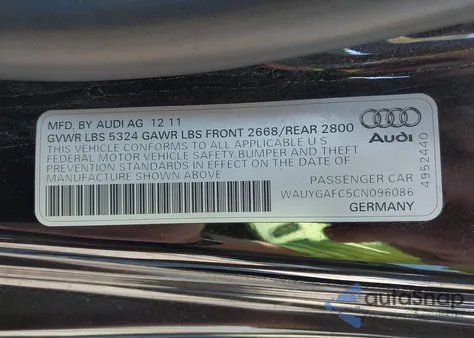 MFD. BY AUDI AG 12 11
GVWR LBS 5324 GAWR LBS FRONT 2668/REAR 2800
THIS VEHICLE CONFORMS TO ALL APPLICABLE U S
FEDERAL MOTOR VEHICLE SAFETY BUMPER AND THEFT
PREVENTION STANDARDS IN EFFECT ON THE DATE OF
MANUFACTURE SHOWN ABOVE
PASSENGER CAR
WAUYGAFC5CN096086
GERMANY
Audi
4952440
autosnap